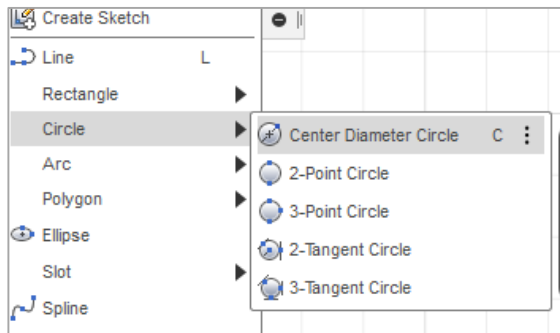 Create Sketch
Line L
Rectangle
Circle
Arc
Polygon
Ellipse
Slot
Spline
Center Diameter Circle C
2-Point Circle
3-Point Circle
2-Tangent Circle
3-Tangent Circle